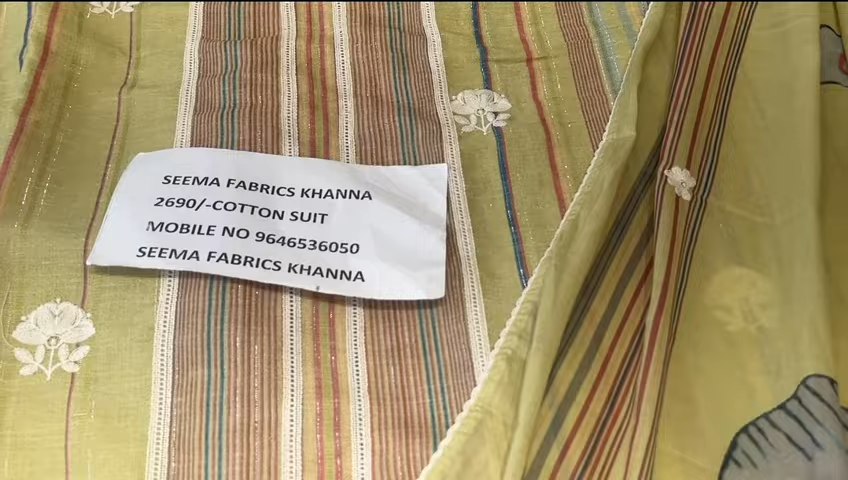 SEEMA FABRICS KHANNA
2690/-COTTON SUIT
MOBILE NO 9646536050
SEEMA FABRICS KHANNA